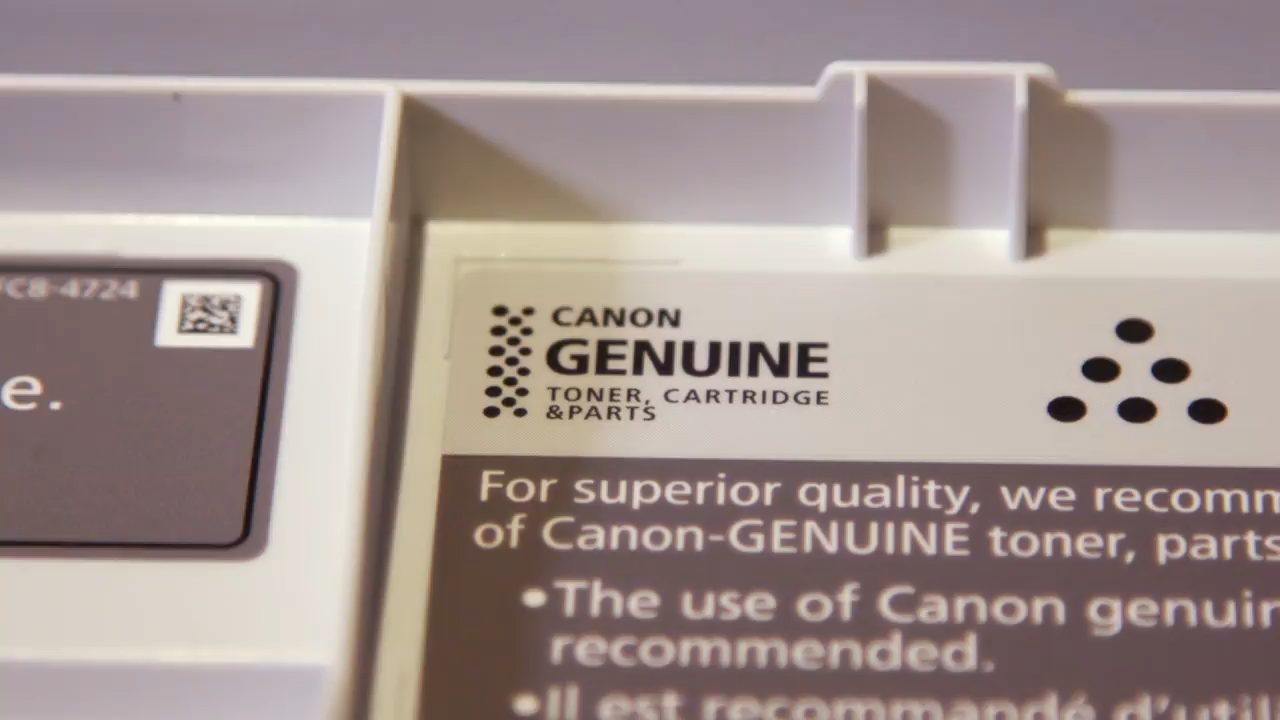 FC8-4724
e.
CANON
GENUINE
TONER, CARTRIDGE
&PARTS
For superior quality, we recomm
of Canon-GENUINE toner, parts
•The use of Canon genuin
recommended.
•Il est recommandé d'util